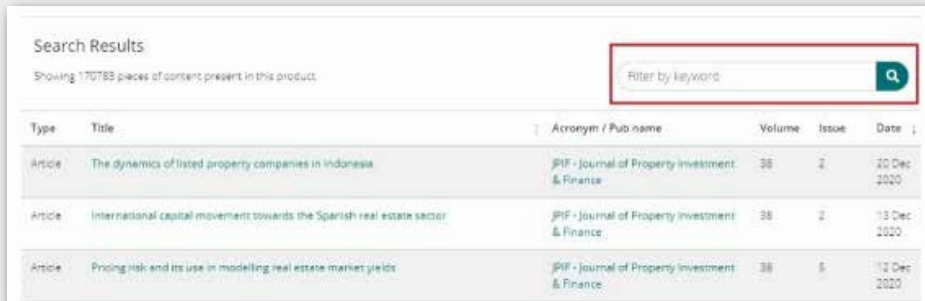 Search Results
Showing 170783 pieces of content present in this product
Filter by keyword
Type Title Acronym / Pub name Volume Issue Date
Article The dynamics of listed property companies in Indonesia JPIF - Journal of Property Investment 38 2 20 Dec
& Finance 2020
Article International capital movement towards the Spanish real estate sector JPIF - Journal of Property Investment 38 2 13 Dec
& Finance 2020
Article Pricing risk and its use in modelling real estate market yields JPIF - Journal of Property Investment 38 5 12 Dec
& Finance 2020